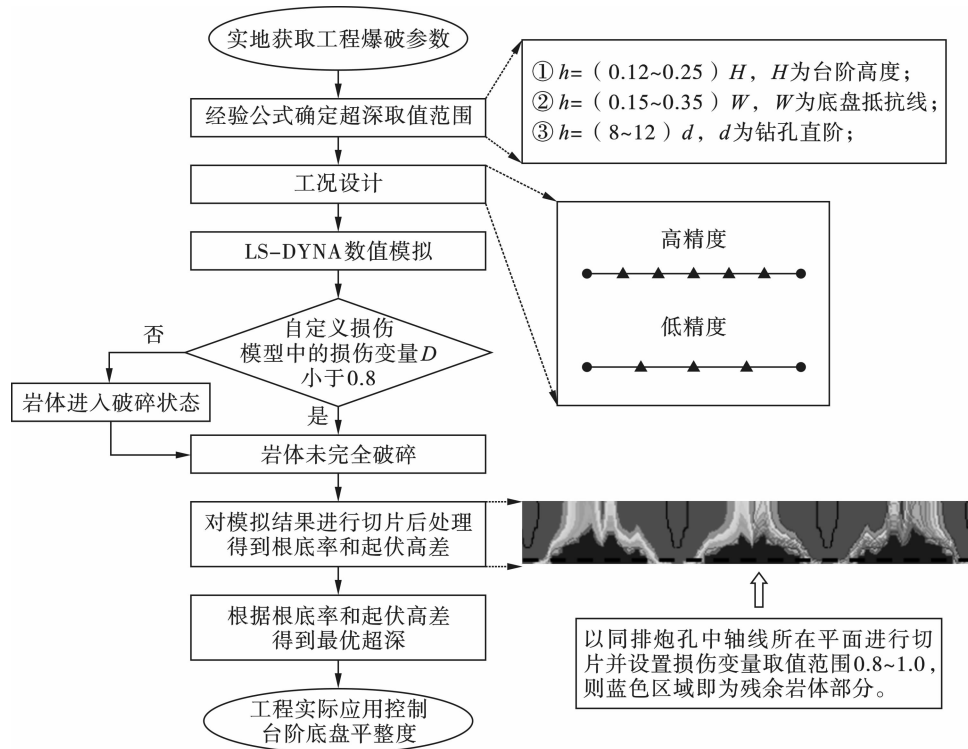 实地获取工程爆破参数
经验公式确定超深取值范围
① h=（0.12~0.25）H，H为台阶高度；
② h=（0.15~0.35）W，W为底盘抵抗线；
③ h=（8~12）d，d为钻孔直阶；
工况设计
高精度
低精度
LS-DYNA数值模拟
自定义损伤
模型中的损伤变量D
小于0.8
否
是
岩体进入破碎状态
岩体未完全破碎
对模拟结果进行切片后处理
得到根底率和起伏高差
根据根底率和起伏高差
得到最优超深
以同排炮孔中轴线所在平面进行切
片并设置损伤变量取值范围0.8~1.0，
则蓝色区域即为残余岩体部分。
工程实际应用控制
台阶底盘平整度